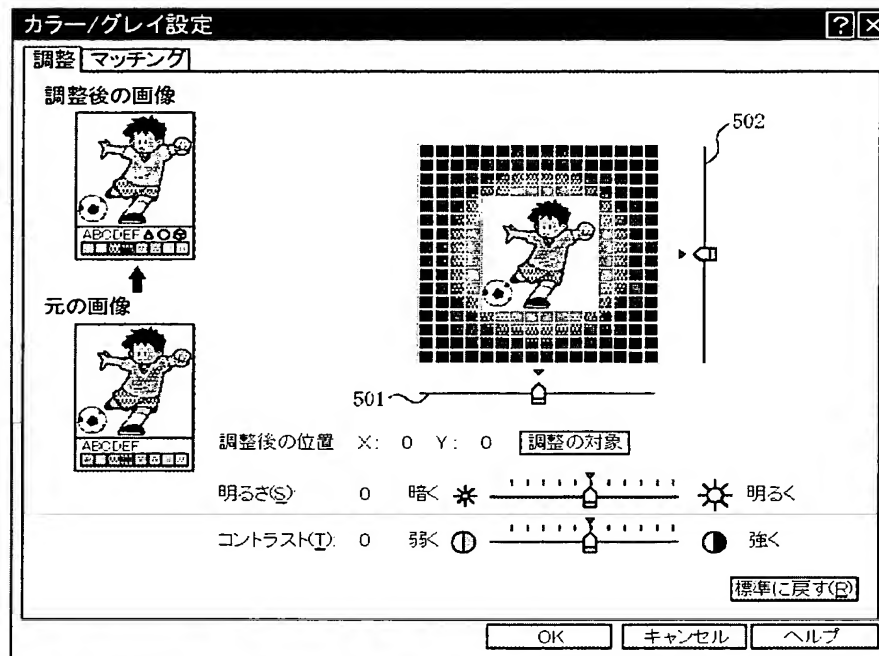 カラー/グレイ設定 ? ×
調整 マッチング
調整後の画像
ABCDEF
元の画像
ABCDEF
502
501
調整後の位置 X: 0 Y: 0 調整の対象
明るさ(S): 0 暗く 明るく
コントラスト(T): 0 弱く 強く
標準に戻す(R)
OK キャンセル ヘルプ